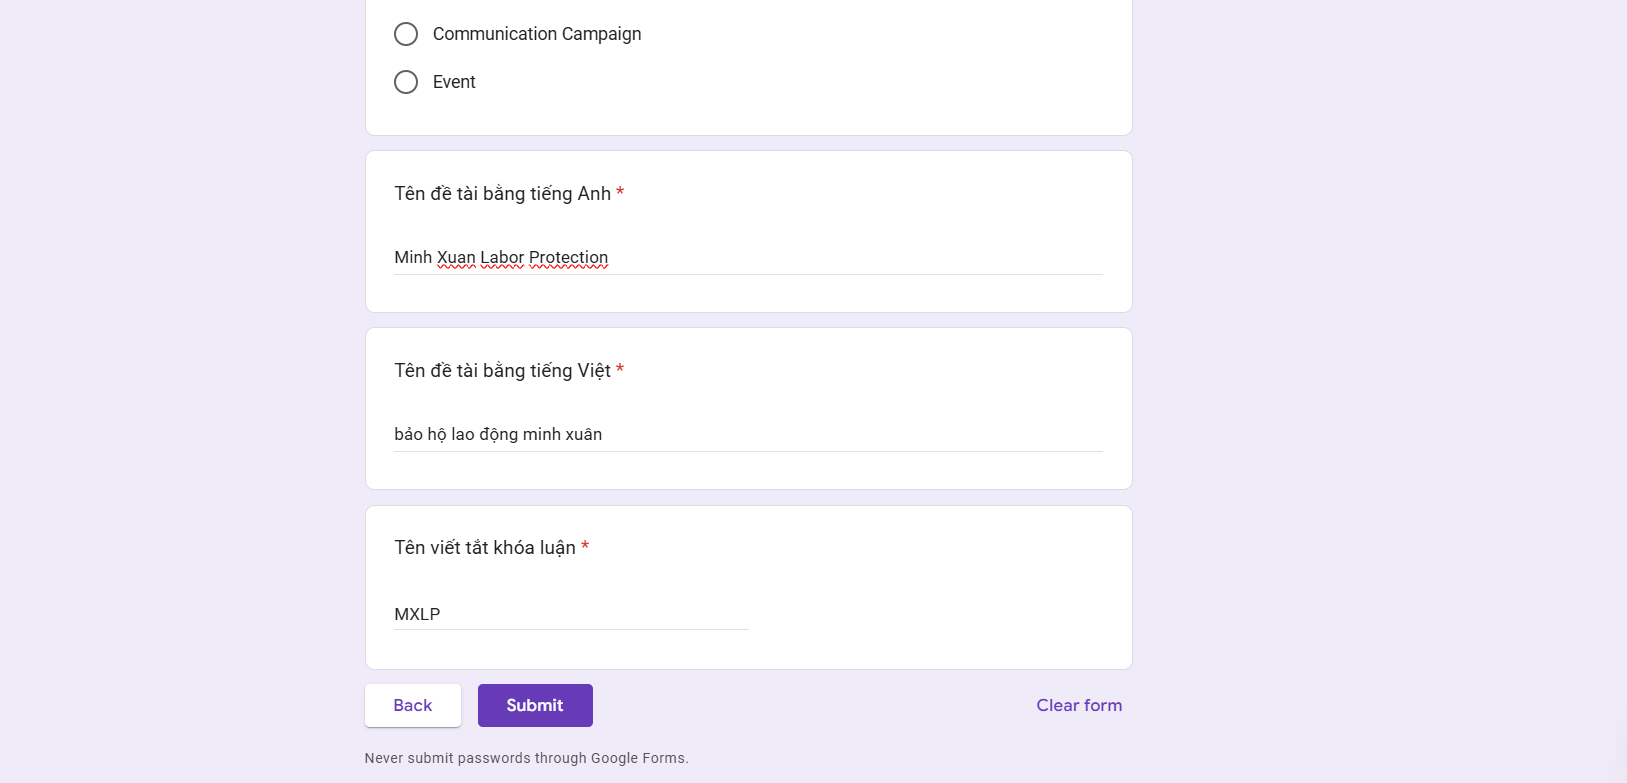 Communication Campaign
Event
Tên đề tài bằng tiếng Anh *
Minh Xuan Labor Protection
Tên đề tài bằng tiếng Việt *
bảo hộ lao động minh xuân
Tên viết tắt khóa luận *
MXLP
Back
Submit
Clear form
Never submit passwords through Google Forms.